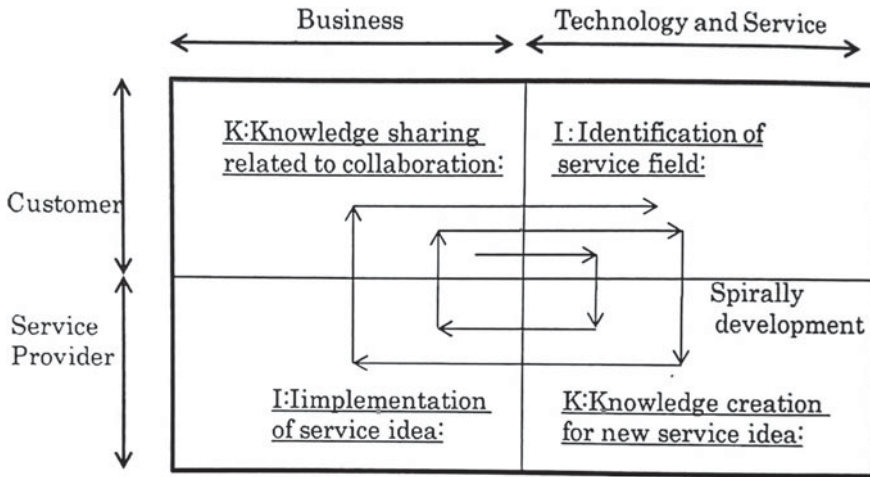 Business
Technology and Service
K:Knowledge sharing
related to collaboration:
I:Identification of
service field:
Customer
Service
Provider
Spirally
development
I:Iimplementation
of service idea:
K:Knowledge creation
for new service idea: